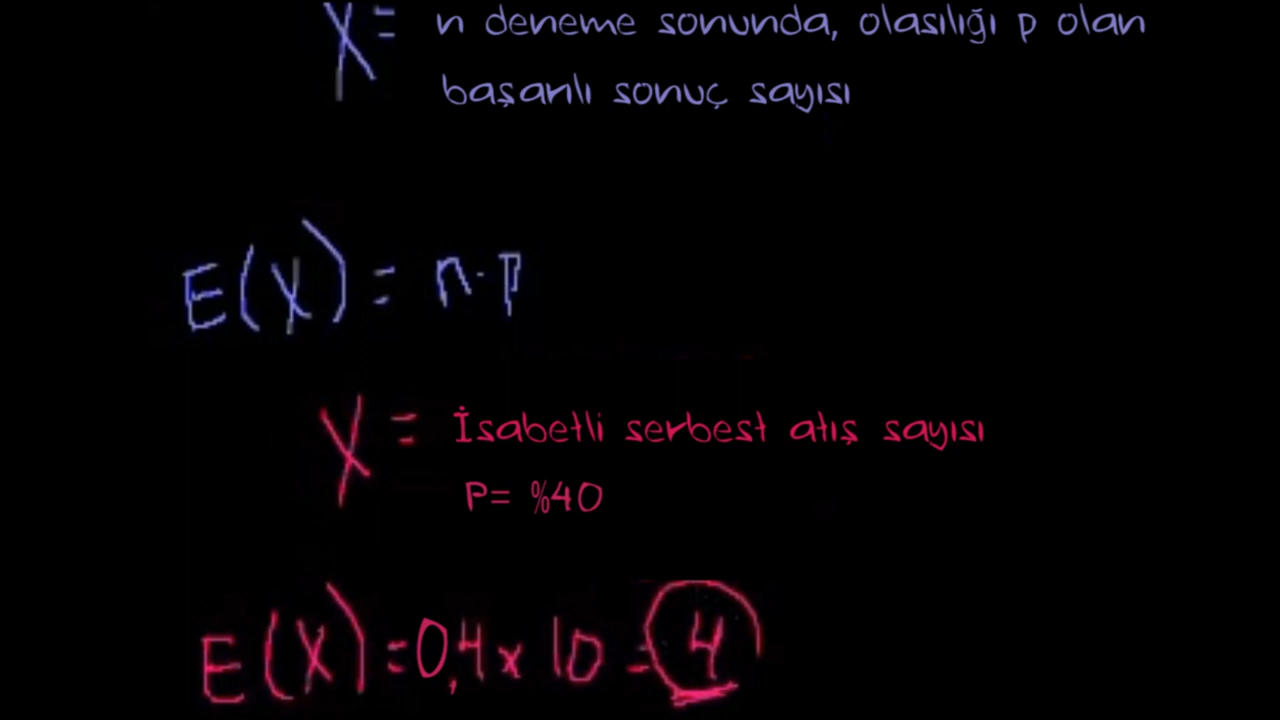 X = n deneme sonunda, olasılığı p olan
başarılı sonuç sayısı
E(X) = n.p
X = İsabetli serbest atış sayısı
P= %40
E(X) = 0,4 x 10 = 4